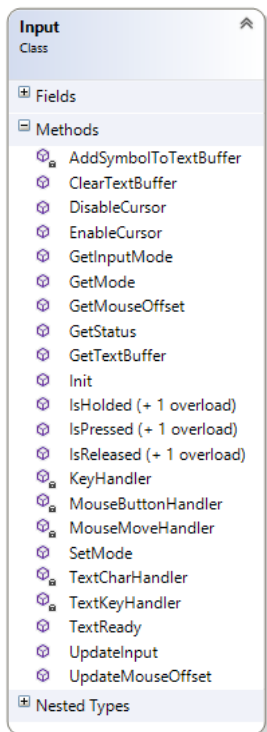 Input
Class
Fields
Methods
AddSymbolToTextBuffer
ClearTextBuffer
DisableCursor
EnableCursor
GetInputMode
GetMode
GetMouseOffset
GetStatus
GetTextBuffer
Init
IsHolded (+ 1 overload)
IsPressed (+ 1 overload)
IsReleased (+ 1 overload)
KeyHandler
MouseButtonHandler
MouseMoveHandler
SetMode
TextCharHandler
TextKeyHandler
TextReady
UpdateInput
UpdateMouseOffset
Nested Types